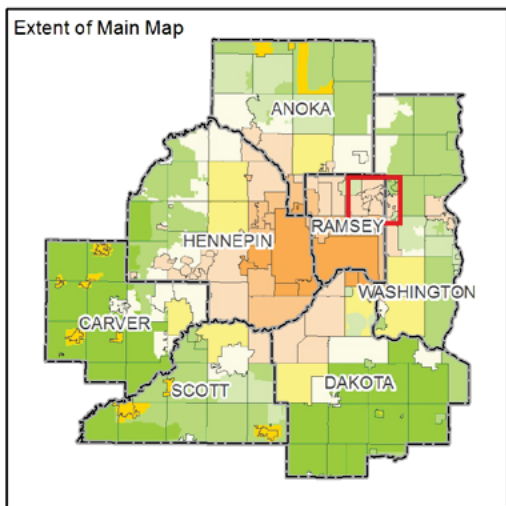 Extent of Main Map
ANOKA
HENNEPIN
RAMSEY
WASHINGTON
CARVER
SCOTT
DAKOTA